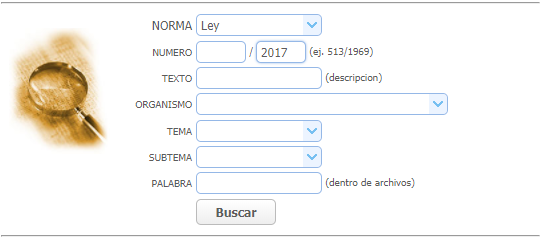 NORMA Ley
NUMERO / 2017 (ej. 513/1969)
TEXTO (descripcion)
ORGANISMO
TEMA
SUBTEMA
PALABRA (dentro de archivos)
Buscar